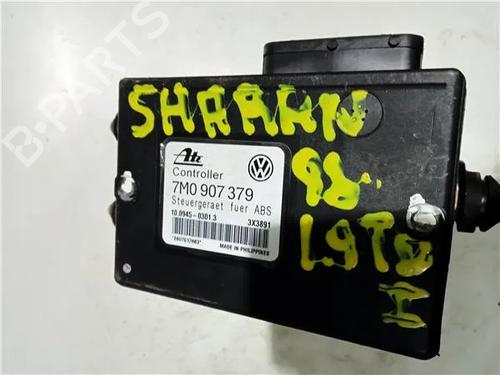 B-PARTS
SHARAN
98
1.9TD
Ate
Controller
7M0 907 379
Steuergeraet fuer ABS
10.0945-0301.3 3X3891
MADE IN PHILIPPINES